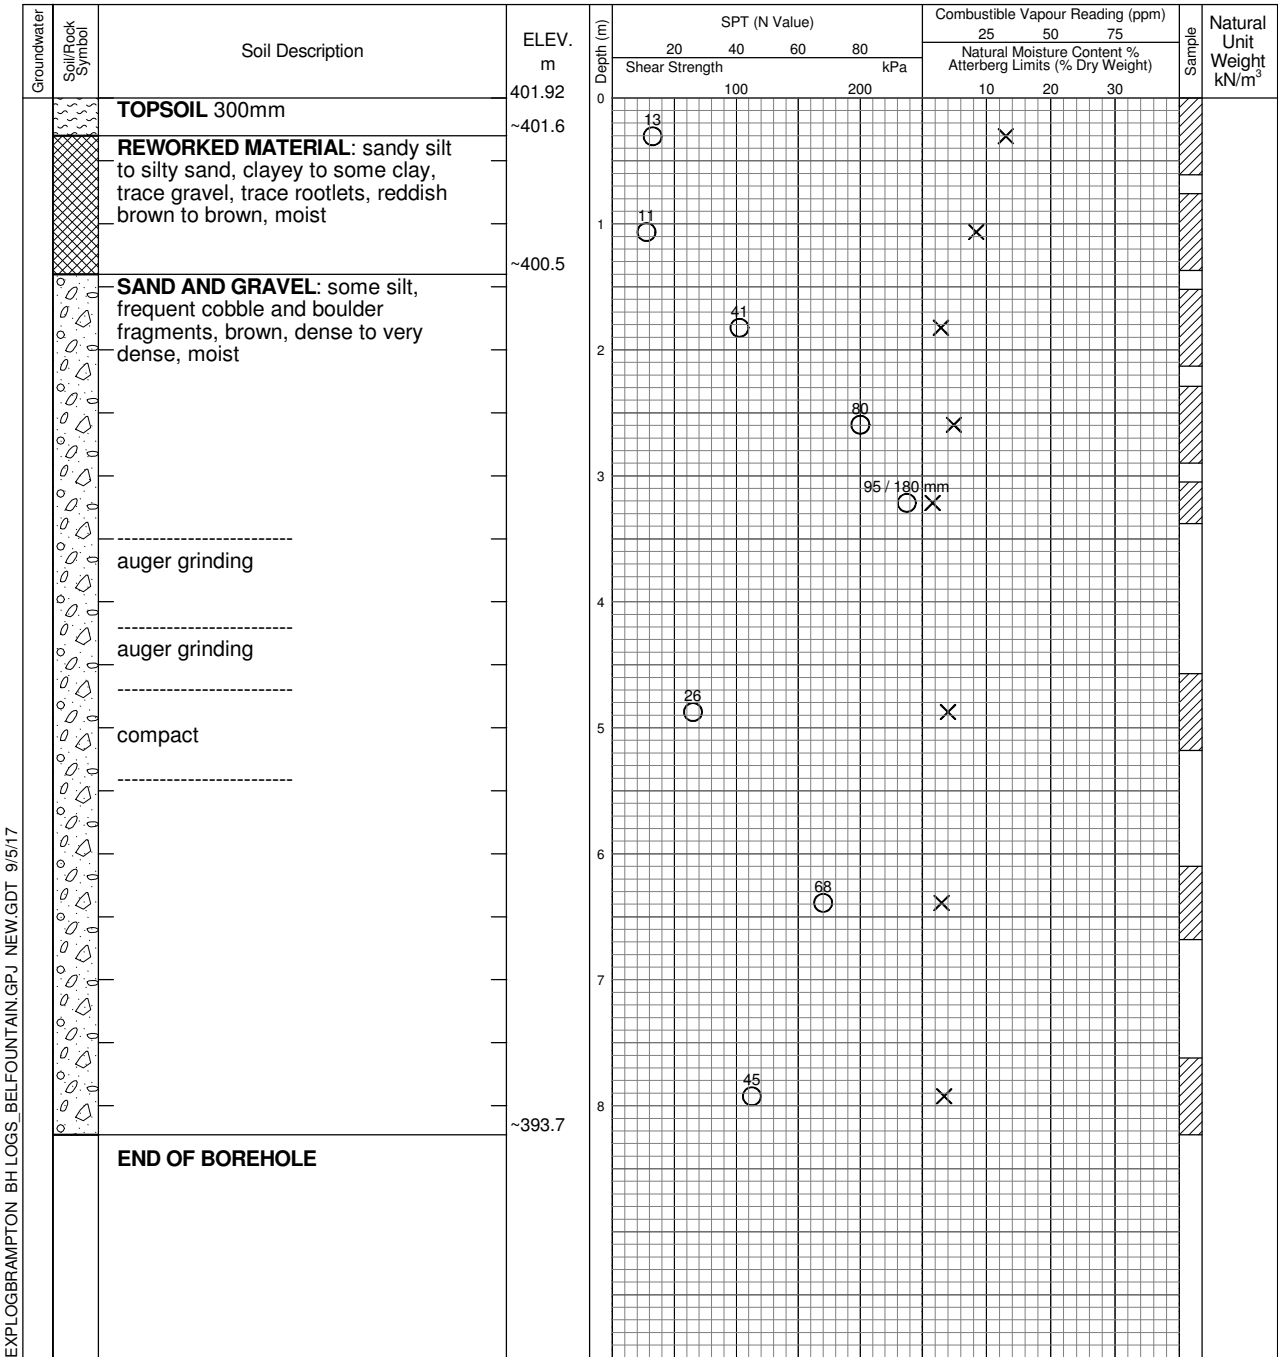 Groundwater
Soil/Rock
Symbol
Soil Description
ELEV.
m
401.92
Depth (m)
SPT (N Value)
20 40 60 80
Shear Strength kPa
100 200
Combustible Vapour Reading (ppm)
25 50 75
Natural Moisture Content %
Atterberg Limits (% Dry Weight)
10 20 30
Sample
Natural
Unit
Weight
kN/m³
0
TOPSOIL 300mm
~401.6
13
REWORKED MATERIAL: sandy silt
to silty sand, clayey to some clay,
trace gravel, trace rootlets, reddish
brown to brown, moist
11
1
~400.5
SAND AND GRAVEL: some silt,
frequent cobble and boulder
fragments, brown, dense to very
dense, moist
41
2
80
3
95 / 180 mm
------------------------
auger grinding
4
------------------------
auger grinding
------------------------
26
5
compact
------------------------
6
68
7
45
8
~393.7
END OF BOREHOLE
EXPLOGBRAMPTON BH LOGS_BELFOUNTAIN.GPJ NEW.GDT 9/5/17